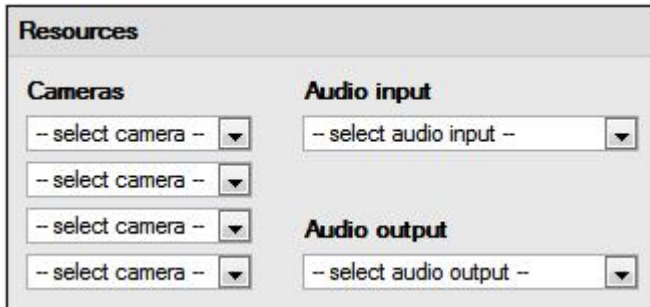 Resources
Cameras
-- select camera --
-- select camera --
-- select camera --
-- select camera --
Audio input
-- select audio input --
Audio output
-- select audio output --